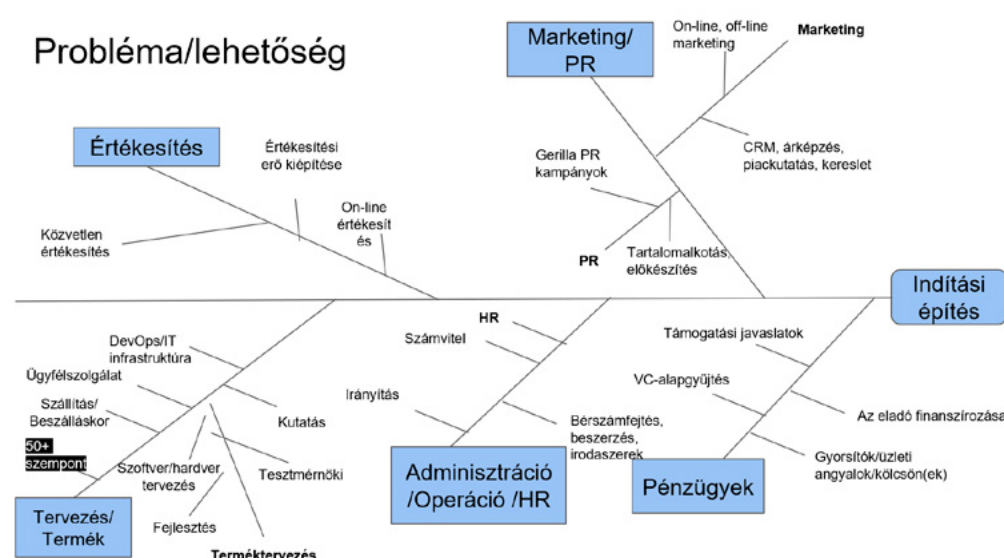 Probléma/lehetőség
Marketing/
PR
On-line, off-line
marketing
Marketing
Értékesítés
Értékesítési
erő kiépítése
Gerilla PR
kampányok
CRM, árképzés,
piackutatás, kereslet
On-line
értékesít
és
Közvetlen
értékesítés
PR
Tartalomalkotás,
előkészítés
Indítási
építés
HR
DevOps/IT
infrastruktúra
Számvitel
Támogatási javaslatok
Ügyfélszolgálat
VC-alapgyűjtés
Szállítás/
Beszálláskor
Irányítás
Kutatás
Az eladó finanszírozása
50+
szempont
Bérszámfejtés,
beszerzés,
irodaszerek
Szoftver/hardver
tervezés
Tesztmérnöki
Gyorsítók/üzleti
angyalok/kölcsön(ek)
Adminisztráció
/Operáció /HR
Pénzügyek
Tervezés/
Termék
Fejlesztés
Terméktervezés